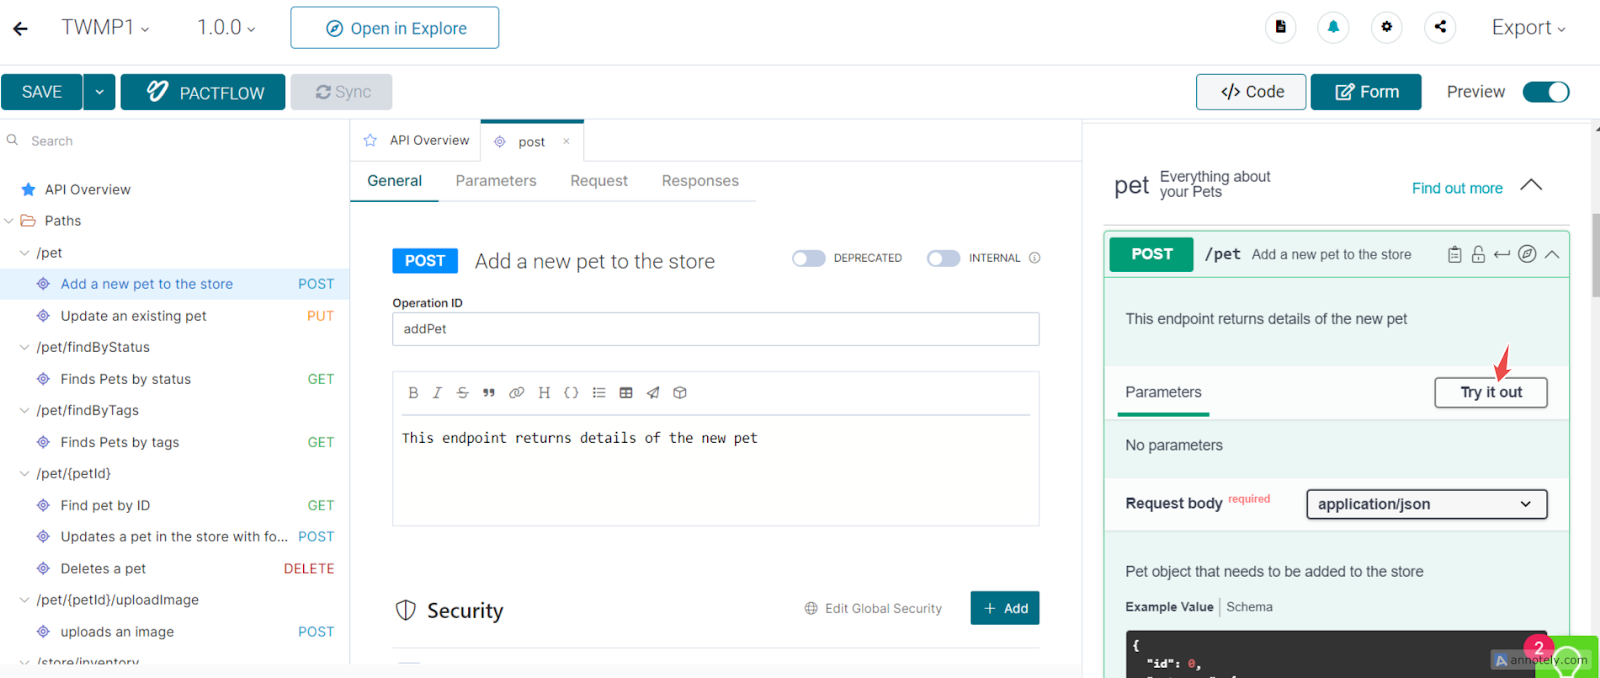 TWMP1
1.0.0
Open in Explore
Export
SAVE
PACTFLOW
Sync
</> Code
Form
Preview
Search
API Overview
Paths
/pet
Add a new pet to the store POST
Update an existing pet PUT
/pet/findByStatus
Finds Pets by status GET
/pet/findByTags
Finds Pets by tags GET
/pet/{petId}
Find pet by ID GET
Updates a pet in the store with fo... POST
Deletes a pet DELETE
/pet/{petId}/uploadImage
uploads an image POST
/store/inventory
API Overview
post ×
General Parameters Request Responses
POST Add a new pet to the store
DEPRECATED
INTERNAL
Operation ID
addPet
B I S H {}
This endpoint returns details of the new pet
Security
Edit Global Security
+ Add
pet Everything about
your Pets
Find out more
POST /pet Add a new pet to the store
This endpoint returns details of the new pet
Parameters
Try it out
No parameters
Request body required
application/json
Pet object that needs to be added to the store
Example Value Schema
{
"id": 0,
2
annotely.com